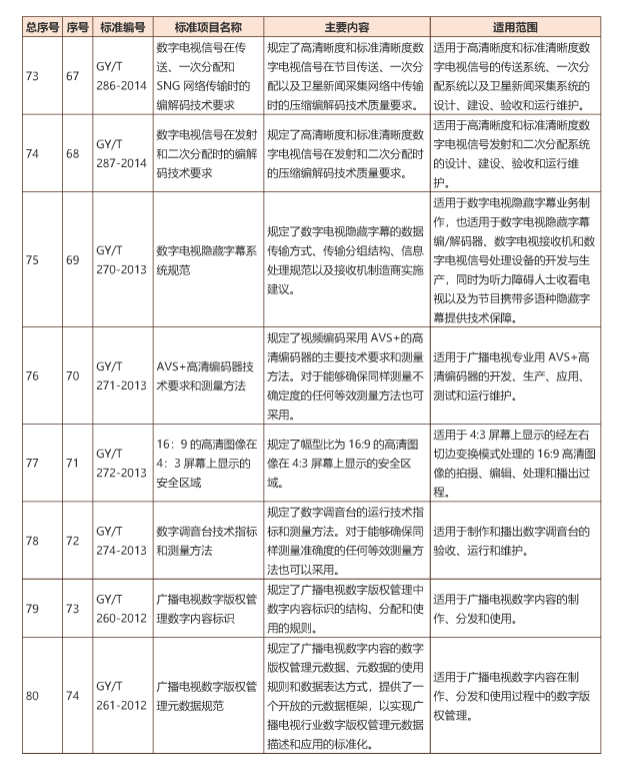 总序号 序号 标准编号 标准项目名称 主要内容 适用范围
73 67 GY/T 286-2014
数字电视信号在传
送、一次分配和
SNG 网络传输时的
编解码技术要求
规定了高清晰度和标准清晰度
数字电视信号在节目传送、一次
分配以及卫星新闻采集网络中传输
时的压缩编解码技术质量要求。
适用于高清晰度和标准清晰度数
字电视信号的传送系统、一次分
配系统以及卫星新闻采集系统的
设计、建设、验收和运行维护。
74 68 GY/T 287-2014
数字电视信号在发射
和二次分配时的编解
码技术要求
规定了高清晰度和标准清晰度
数字电视信号在发射和二次分配时
的压缩编解码技术质量要求。
适用于高清晰度和标准清晰度数
字电视信号发射和二次分配系统
的设计、建设、验收和运行维
护。
75 69 GY/T 270-2013
数字电视隐藏字幕系
统规范
规定了数字电视隐藏字幕的数据
传输方式、传输分组结构、信息
处理规范以及接收机制造商实施
建议。
适用于数字电视隐藏字幕业务制
作，也适用于数字电视隐藏字幕
编/解码器、数字电视接收机和数
字电视信号处理设备的开发与生
产，同时为听力障碍人士收看电
视以及为节目携带多语种隐藏字
幕提供技术保障。
76 70 GY/T 271-2013
AVS+高清编码器技
术要求和测量方法
规定了视频编码采用 AVS+的高
清编码器的主要技术要求和测量
方法。对于能够确保同样测量不
确定度的任何等效测量方法也可
采用。
适用于广播电视专业用 AVS+高
清编码器的开发、生产、应用、
测试和运行维护。
77 71 GY/T 272-2013
16：9 的高清图像在
4：3 屏幕上显示的
安全区域
规定了幅型比为 16:9 的高清图
像在 4:3 屏幕上显示的安全区
域。
适用于 4:3 屏幕上显示的经左右
切边变换模式处理的 16:9 高清图
像的拍摄、编辑、处理和播出过
程。
78 72 GY/T 274-2013
数字调音台技术指标
和测量方法
规定了数字调音台的运行技术指
标和测量方法。对于能够确保同
样测量准确度的任何等效测量方
法也可以采用。
适用于制作和播出数字调音台的
验收、运行和维护。
79 73 GY/T 260-2012
广播电视数字版权管
理数字内容标识
规定了广播电视数字版权管理中
数字内容标识的结构、分配和使
用的规则。
适用于广播电视数字内容的制
作、分发和使用。
80 74 GY/T 261-2012
广播电视数字版权管
理元数据规范
规定了广播电视数字内容的数字
版权管理元数据、元数据的使用
规则和数据表达方式，提供了一
个开放的元数据框架，以实现广
播电视行业数字版权管理元数据
描述和应用的标准化。
适用于广播电视数字内容在制
作、分发和使用过程中的数字版
权管理。